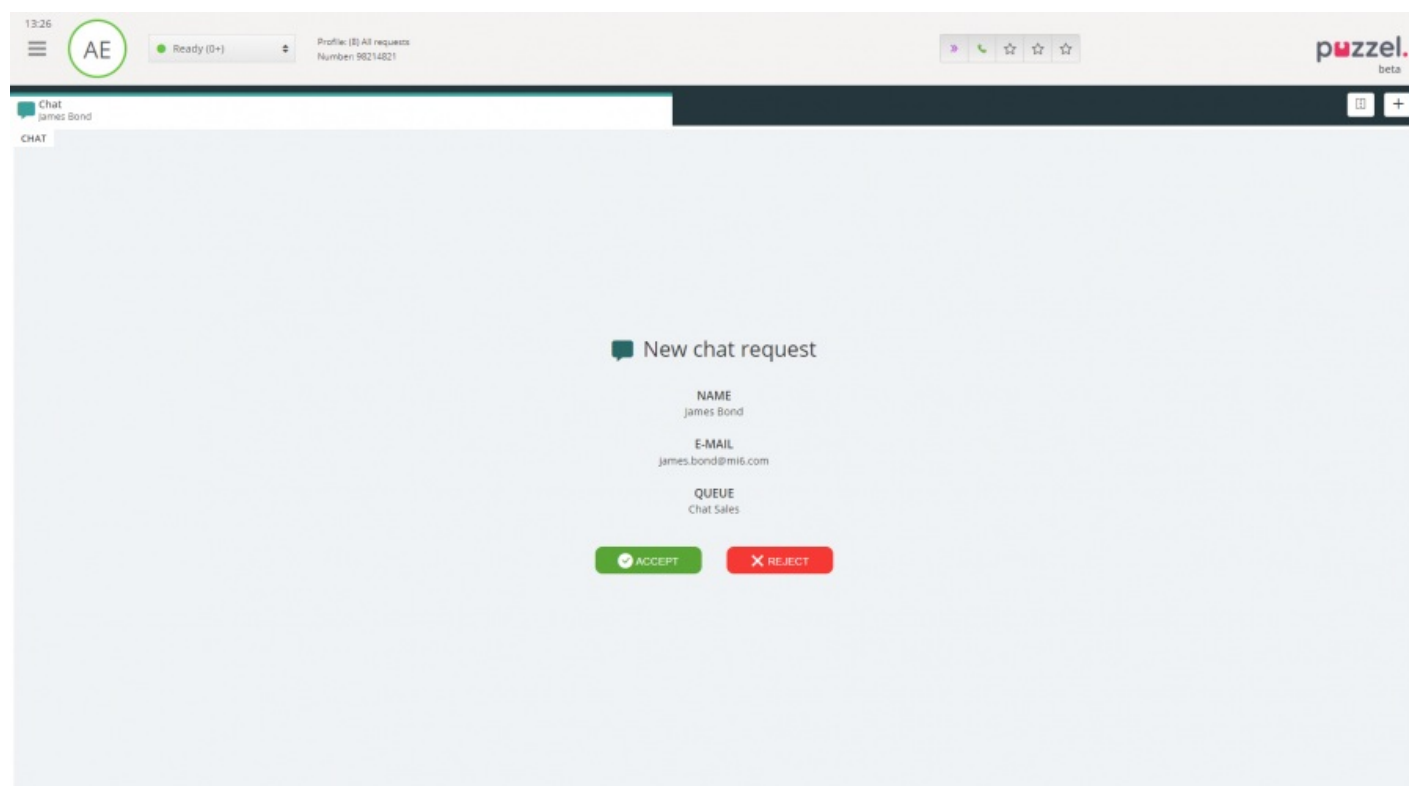 13:26
AE
Ready (0+)
Profile: (8) All requests
Number: 98214821
puzzel.
beta
Chat
James Bond
CHAT
New chat request
NAME
James Bond
E-MAIL
james.bond@mi6.com
QUEUE
Chat Sales
ACCEPT
REJECT